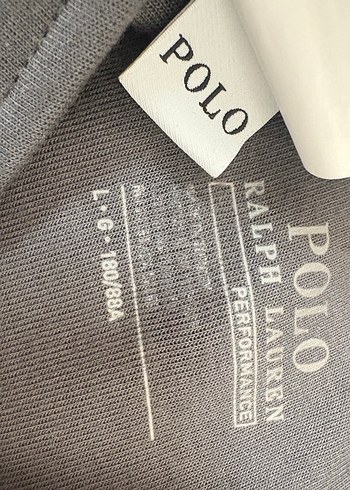 POLO
POLO
RALPH LAUREN
PERFORMANCE
L • G • 180/88A